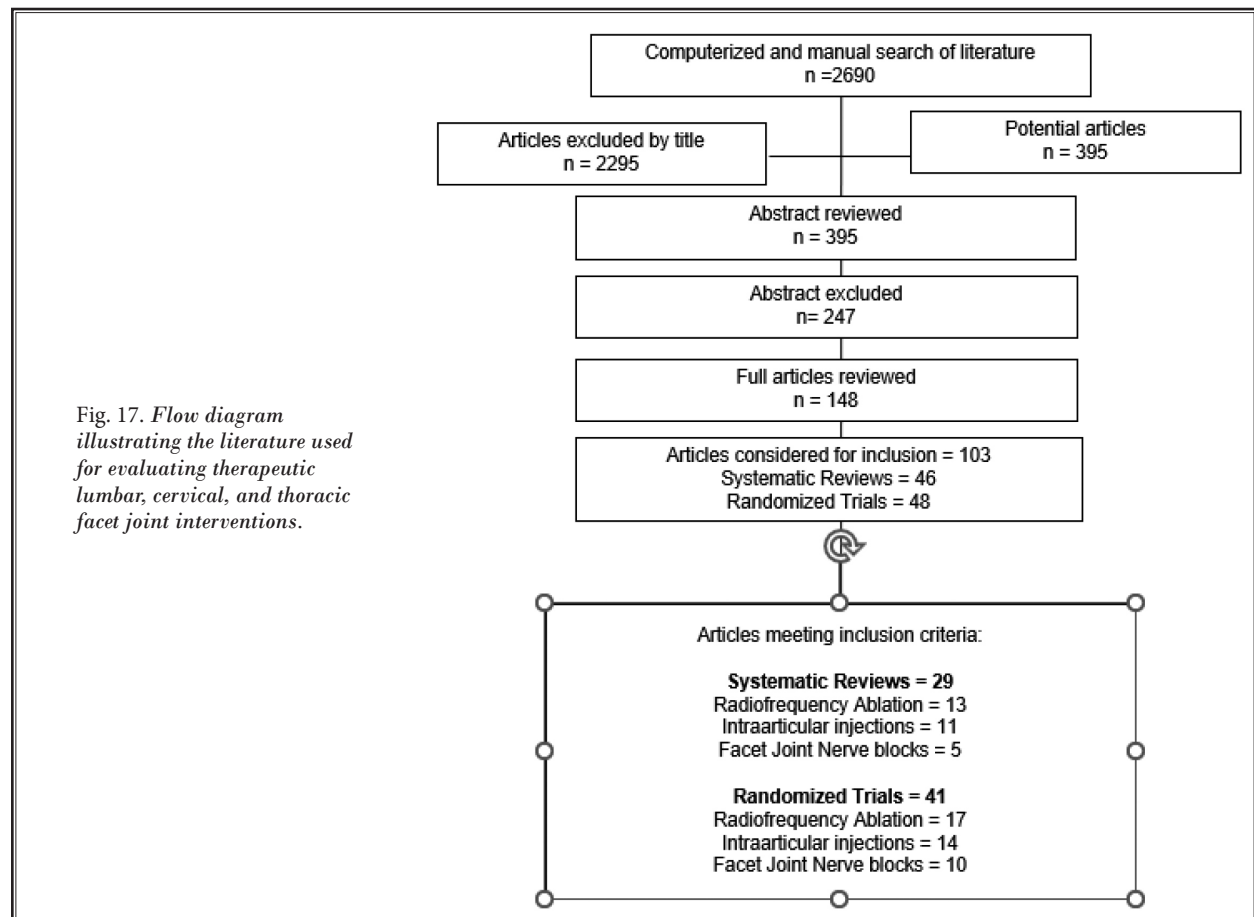 Computerized and manual search of literature
n =2690
Articles excluded by title
n = 2295
Potential articles
n = 395
Abstract reviewed
n = 395
Abstract excluded
n= 247
Full articles reviewed
n = 148
Articles considered for inclusion = 103
Systematic Reviews = 46
Randomized Trials = 48
Fig. 17. Flow diagram
illustrating the literature used
for evaluating therapeutic
lumbar, cervical, and thoracic
facet joint interventions.
Articles meeting inclusion criteria:
Systematic Reviews = 29
Radiofrequency Ablation = 13
Intraarticular injections = 11
Facet Joint Nerve blocks = 5
Randomized Trials = 41
Radiofrequency Ablation = 17
Intraarticular injections = 14
Facet Joint Nerve blocks = 10